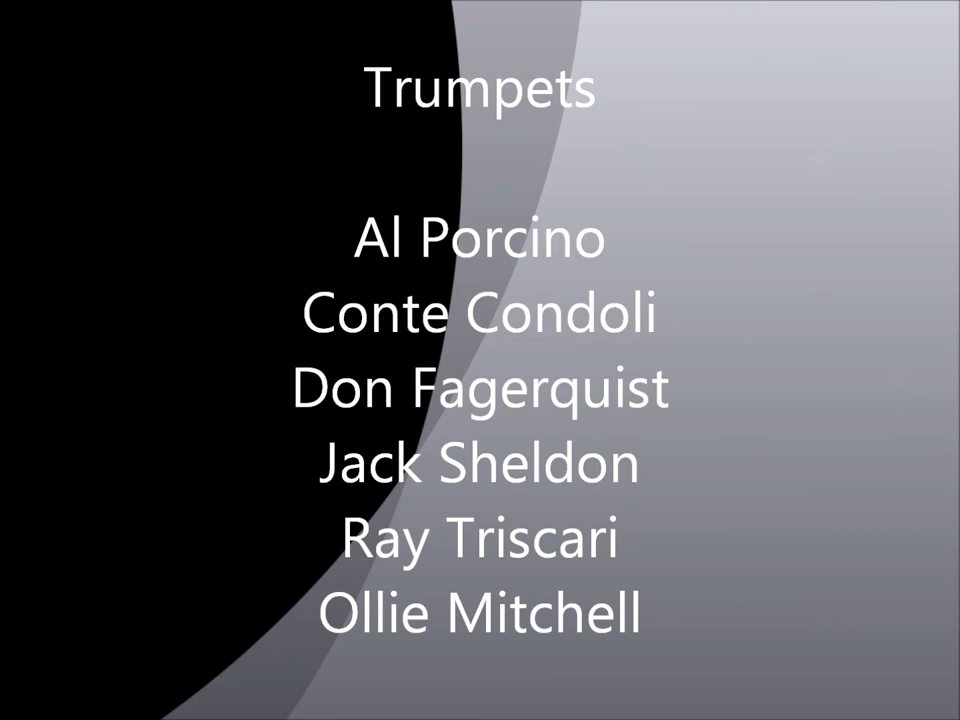 Trumpets
Al Porcino
Conte Condoli
Don Fagerquist
Jack Sheldon
Ray Triscari
Ollie Mitchell